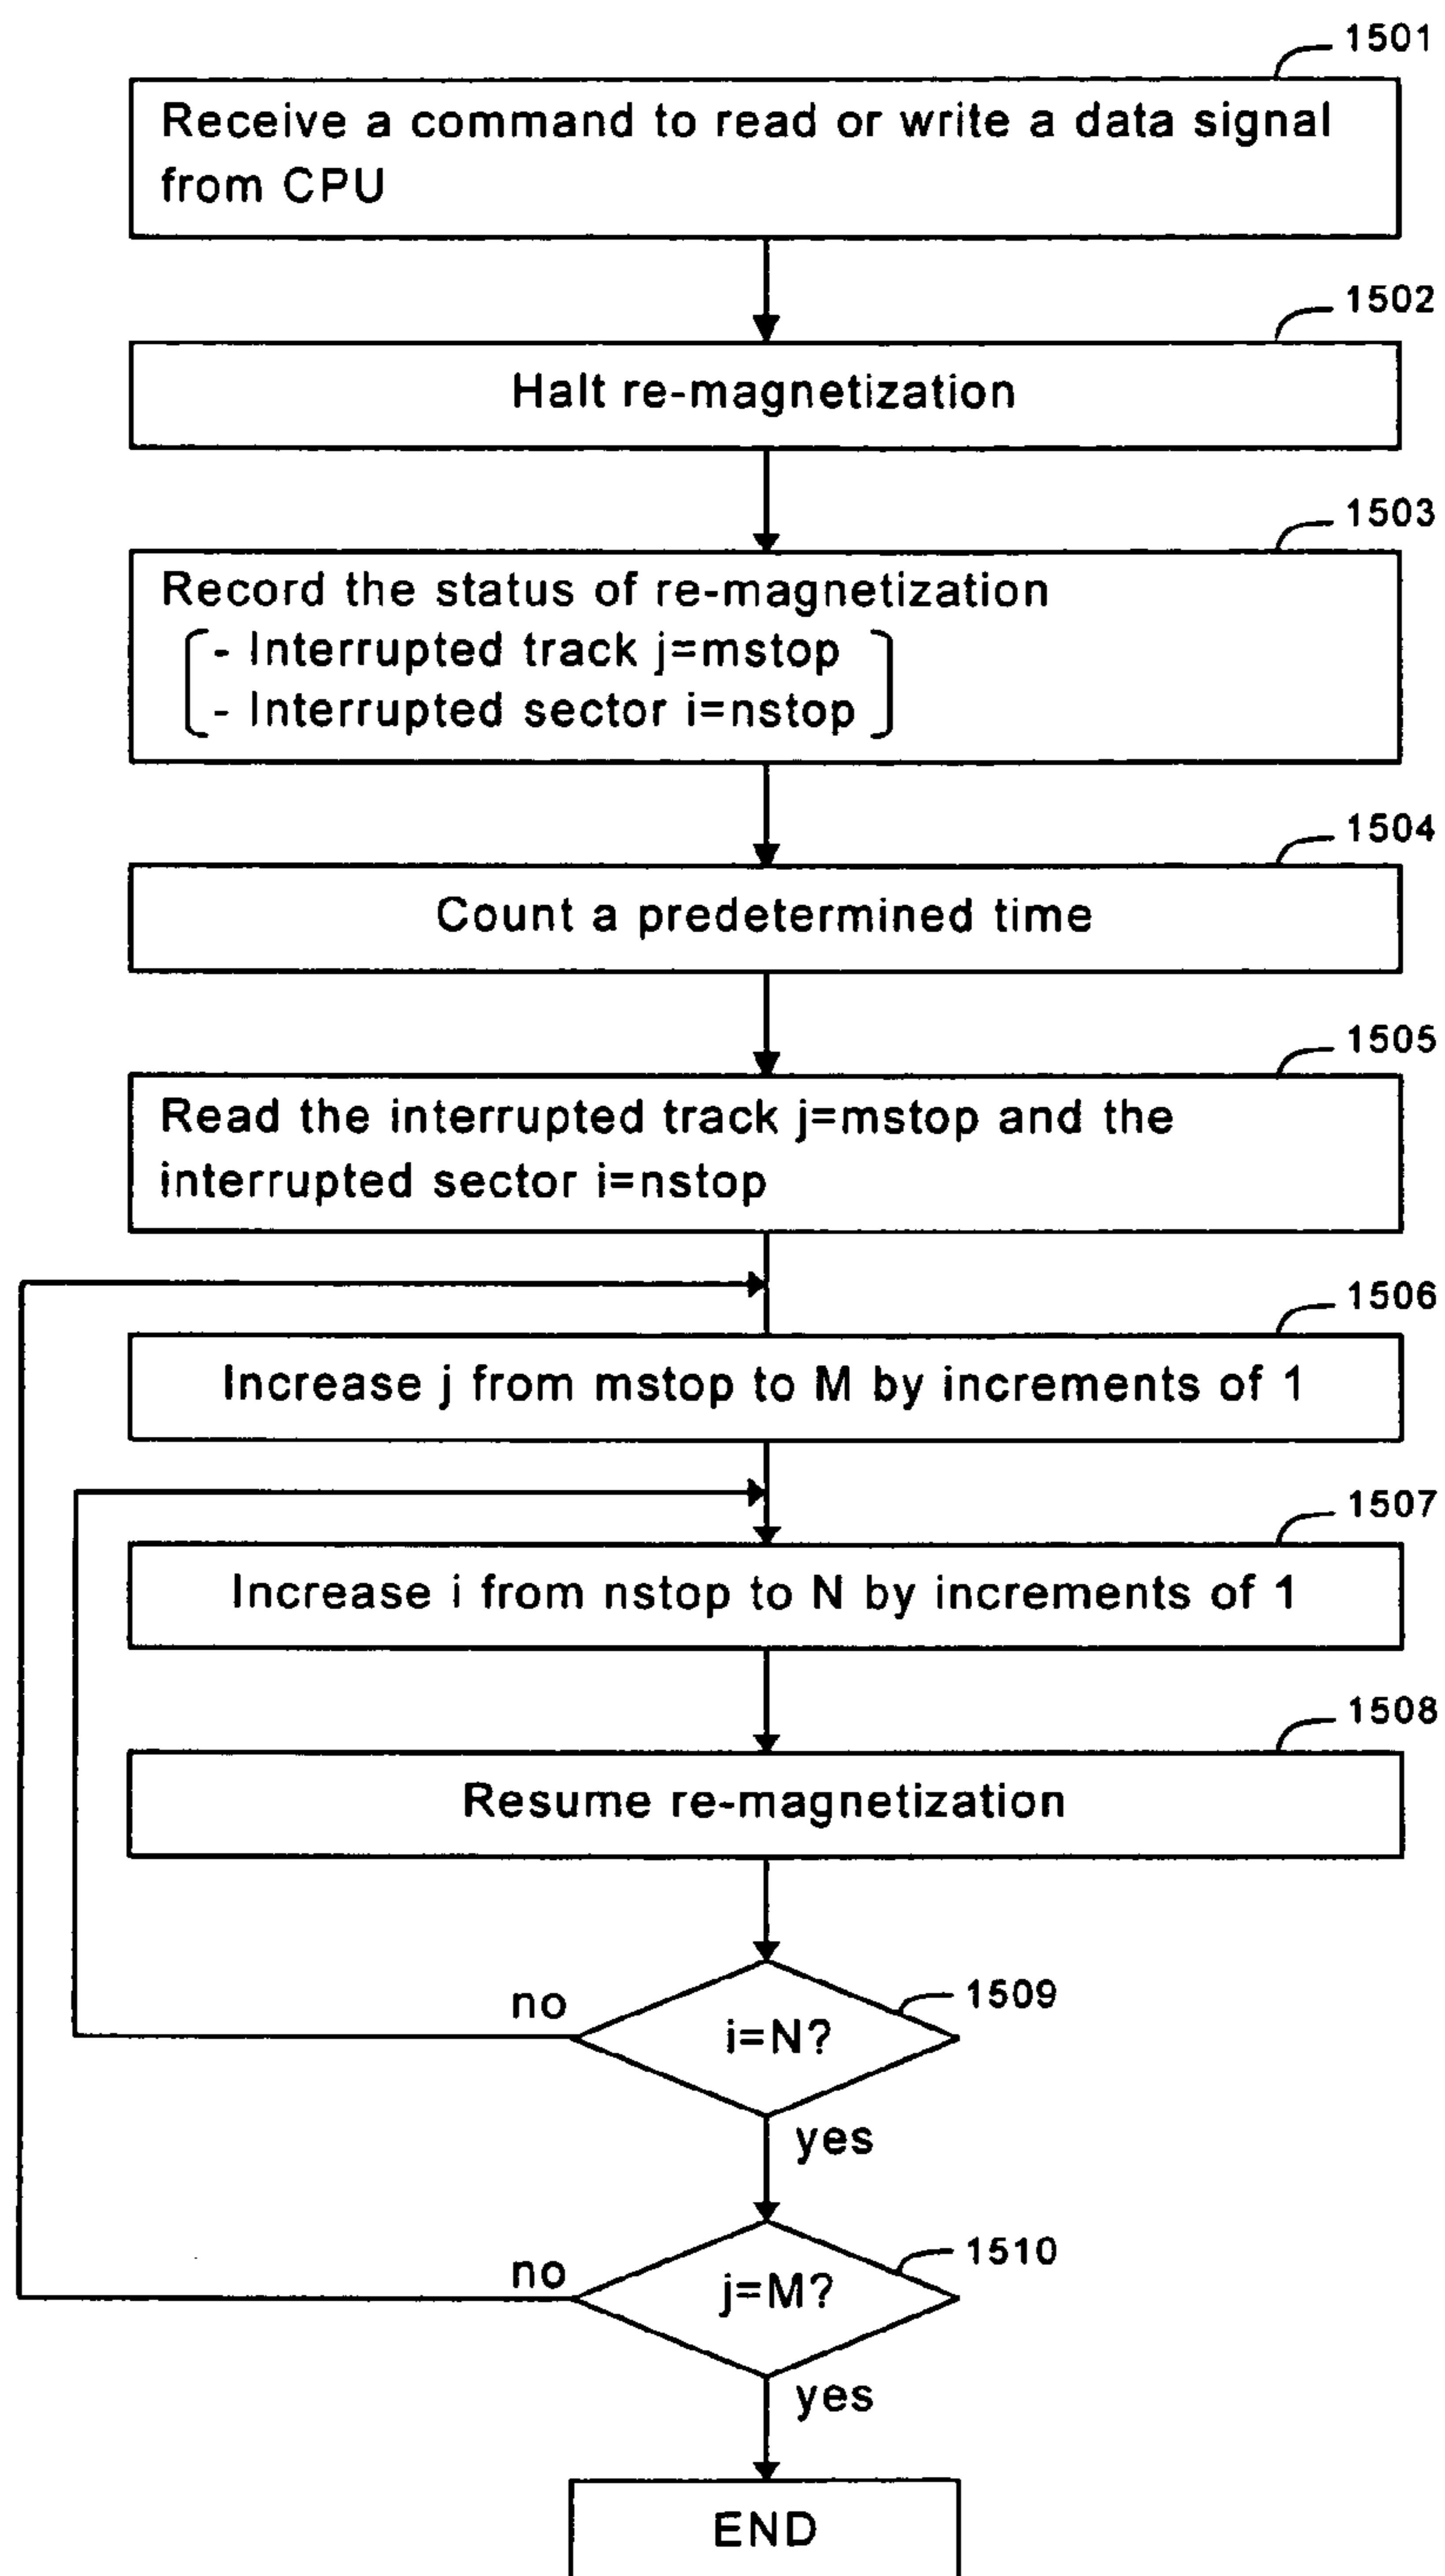 1501
Receive a command to read or write a data signal
from CPU
1502
Halt re-magnetization
1503
Record the status of re-magnetization
- Interrupted track j=mstop
- Interrupted sector i=nstop
1504
Count a predetermined time
1505
Read the interrupted track j=mstop and the
interrupted sector i=nstop
1506
Increase j from mstop to M by increments of 1
1507
Increase i from nstop to N by increments of 1
1508
Resume re-magnetization
1509
no
i=N?
yes
1510
no
j=M?
yes
END